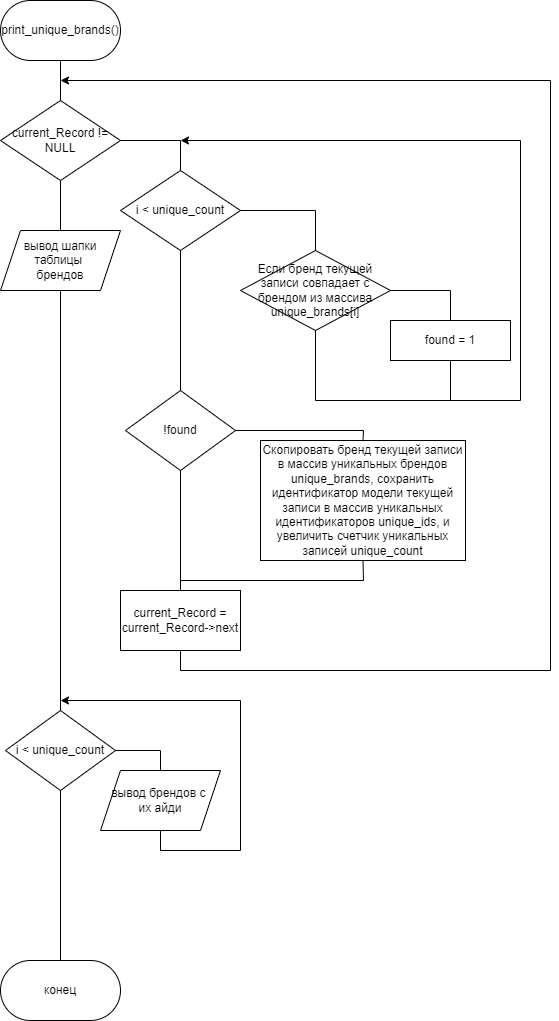 print_unique_brands()
current_Record !=
NULL
i < unique_count
вывод шапки
таблицы
брендов
Если бренд текущей
записи совпадает с
брендом из массива
unique_brands[i]
found = 1
!found
Скопировать бренд текущей записи
в массив уникальных брендов
unique_brands, сохранить
идентификатор модели текущей
записи в массив уникальных
идентификаторов unique_ids, и
увеличить счетчик уникальных
записей unique_count
current_Record =
current_Record->next
i < unique_count
вывод брендов с
их айди
конец